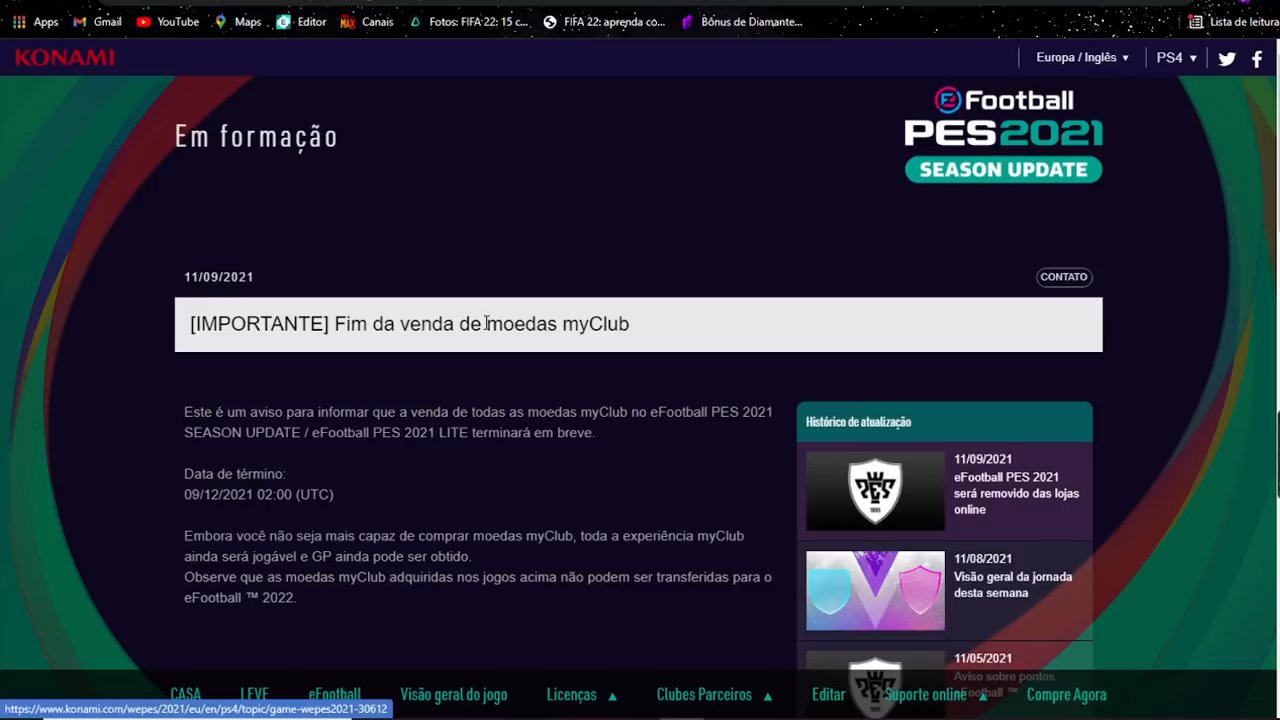 Apps Gmail YouTube Maps Editor Canais Fotos: FIFA 22: 15 c... FIFA 22: aprenda co... Bônus de Diamante... Lista de leitura
KONAMI Europa / Inglês PS4
Em formação
eFootball
PES2021
SEASON UPDATE
11/09/2021 CONTATO
[IMPORTANTE] Fim da venda de moedas myClub
Este é um aviso para informar que a venda de todas as moedas myClub no eFootball PES 2021
SEASON UPDATE / eFootball PES 2021 LITE terminará em breve.
Data de término:
09/12/2021 02:00 (UTC)
Embora você não seja mais capaz de comprar moedas myClub, toda a experiência myClub
ainda será jogável e GP ainda pode ser obtido.
Observe que as moedas myClub adquiridas nos jogos acima não podem ser transferidas para o
eFootball ™ 2022.
Histórico de atualização
11/09/2021
eFootball PES 2021
será removido das lojas
online
11/08/2021
Visão geral da jornada
desta semana
11/05/2021
Aviso sobre pontos
Football ™
CASA LEVE eFootball Visão geral do jogo Licenças Clubes Parceiros Editar Suporte online Compre Agora
https://www.konami.com/wepes/2021/eu/en/ps4/topic/game-wepes2021-30612